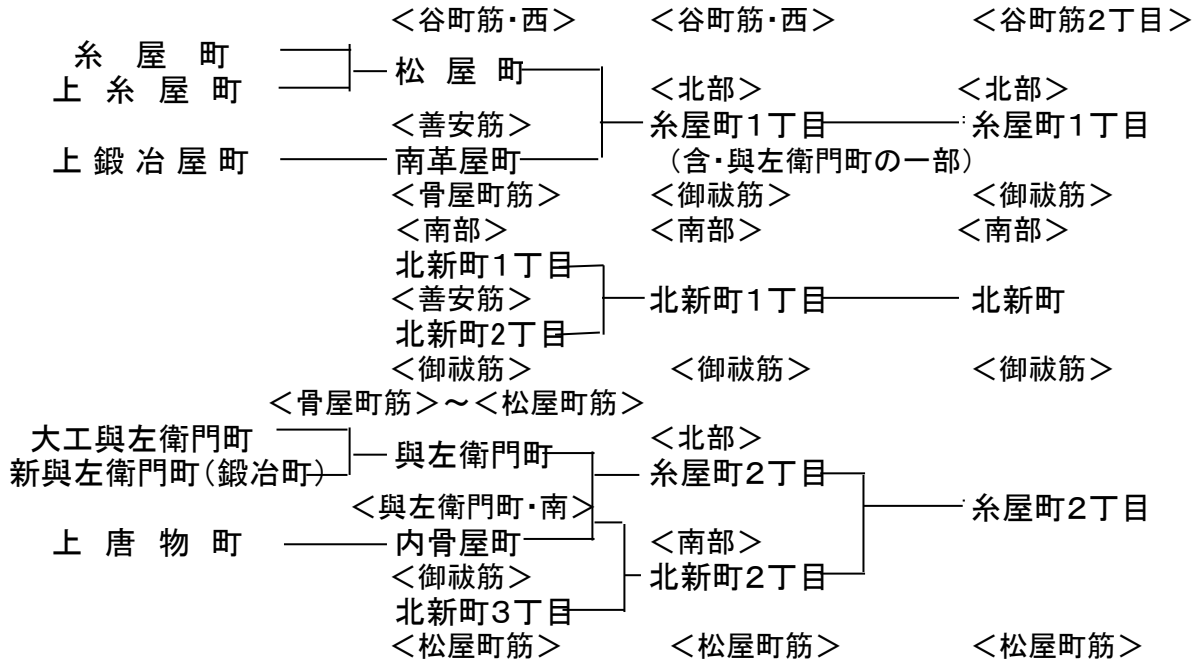 ＜谷町筋・西＞ ＜谷町筋・西＞ ＜谷町筋２丁目＞
糸屋町
松屋町
上糸屋町
＜北部＞ ＜北部＞
＜善安筋＞ 糸屋町１丁目 糸屋町１丁目
上鍛冶屋町 南革屋町 （含・與左衛門町の一部）
＜骨屋町筋＞ ＜御祓筋＞ ＜御祓筋＞
＜南部＞ ＜南部＞ ＜南部＞
北新町１丁目
＜善安筋＞ 北新町１丁目 北新町
北新町2丁目
＜御祓筋＞ ＜御祓筋＞ ＜御祓筋＞
＜骨屋町筋＞～＜松屋町筋＞
大工與左衛門町 ＜北部＞
與左衛門町
新與左衛門町（鍛冶町） 糸屋町２丁目
＜與左衛門町・南＞ 糸屋町２丁目
上唐物町 内骨屋町 ＜南部＞
＜御祓筋＞ 北新町２丁目
北新町３丁目
＜松屋町筋＞ ＜松屋町筋＞ ＜松屋町筋＞